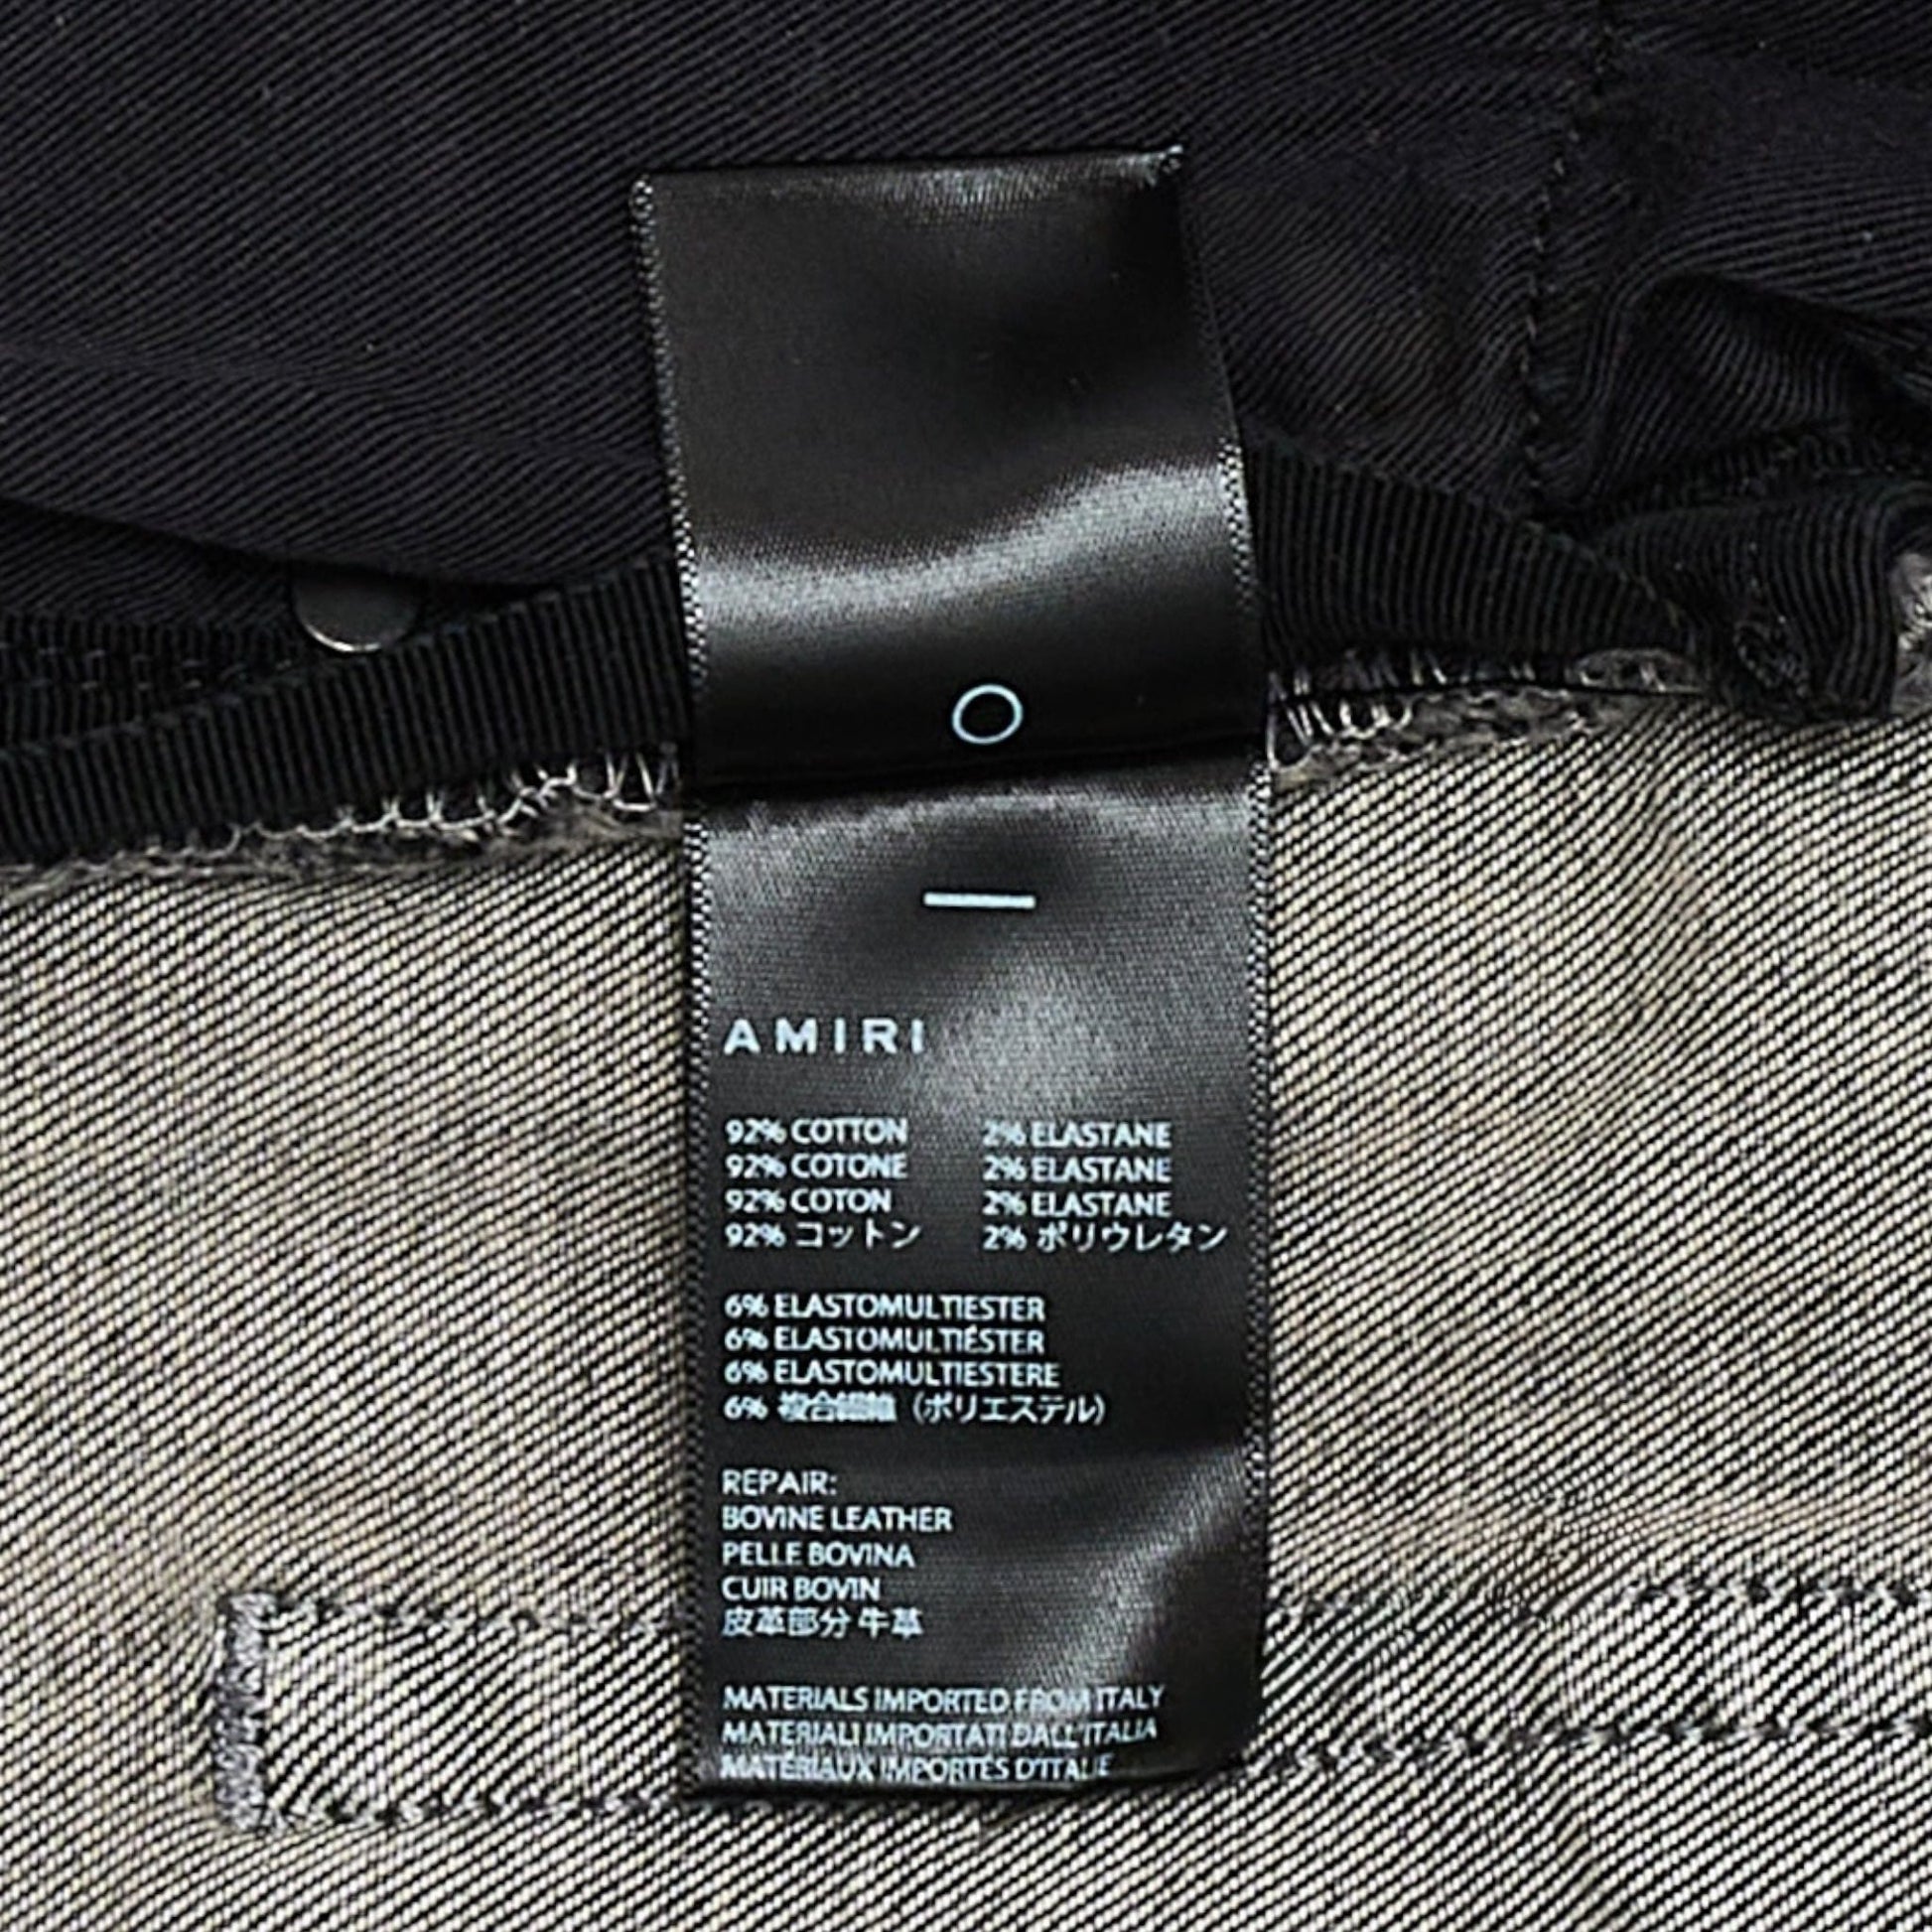 AMIRI
92% COTTON 2% ELASTANE
92% COTONE 2% ELASTANE
92% COTON 2% ELASTANE
92% コットン 2% ポリウレタン
6% ELASTOMULTIESTER
6% ELASTOMULTIÉSTER
6% ELASTOMULTIESTERE
6% 複合繊維（ポリエステル）
REPAIR:
BOVINE LEATHER
PELLE BOVINA
CUIR BOVIN
皮革部分 牛革
MATERIALS IMPORTED FROM ITALY
MATERIALI IMPORTATI DALL'ITALIA
MATÉRIAUX IMPORTÉS D'ITALIE